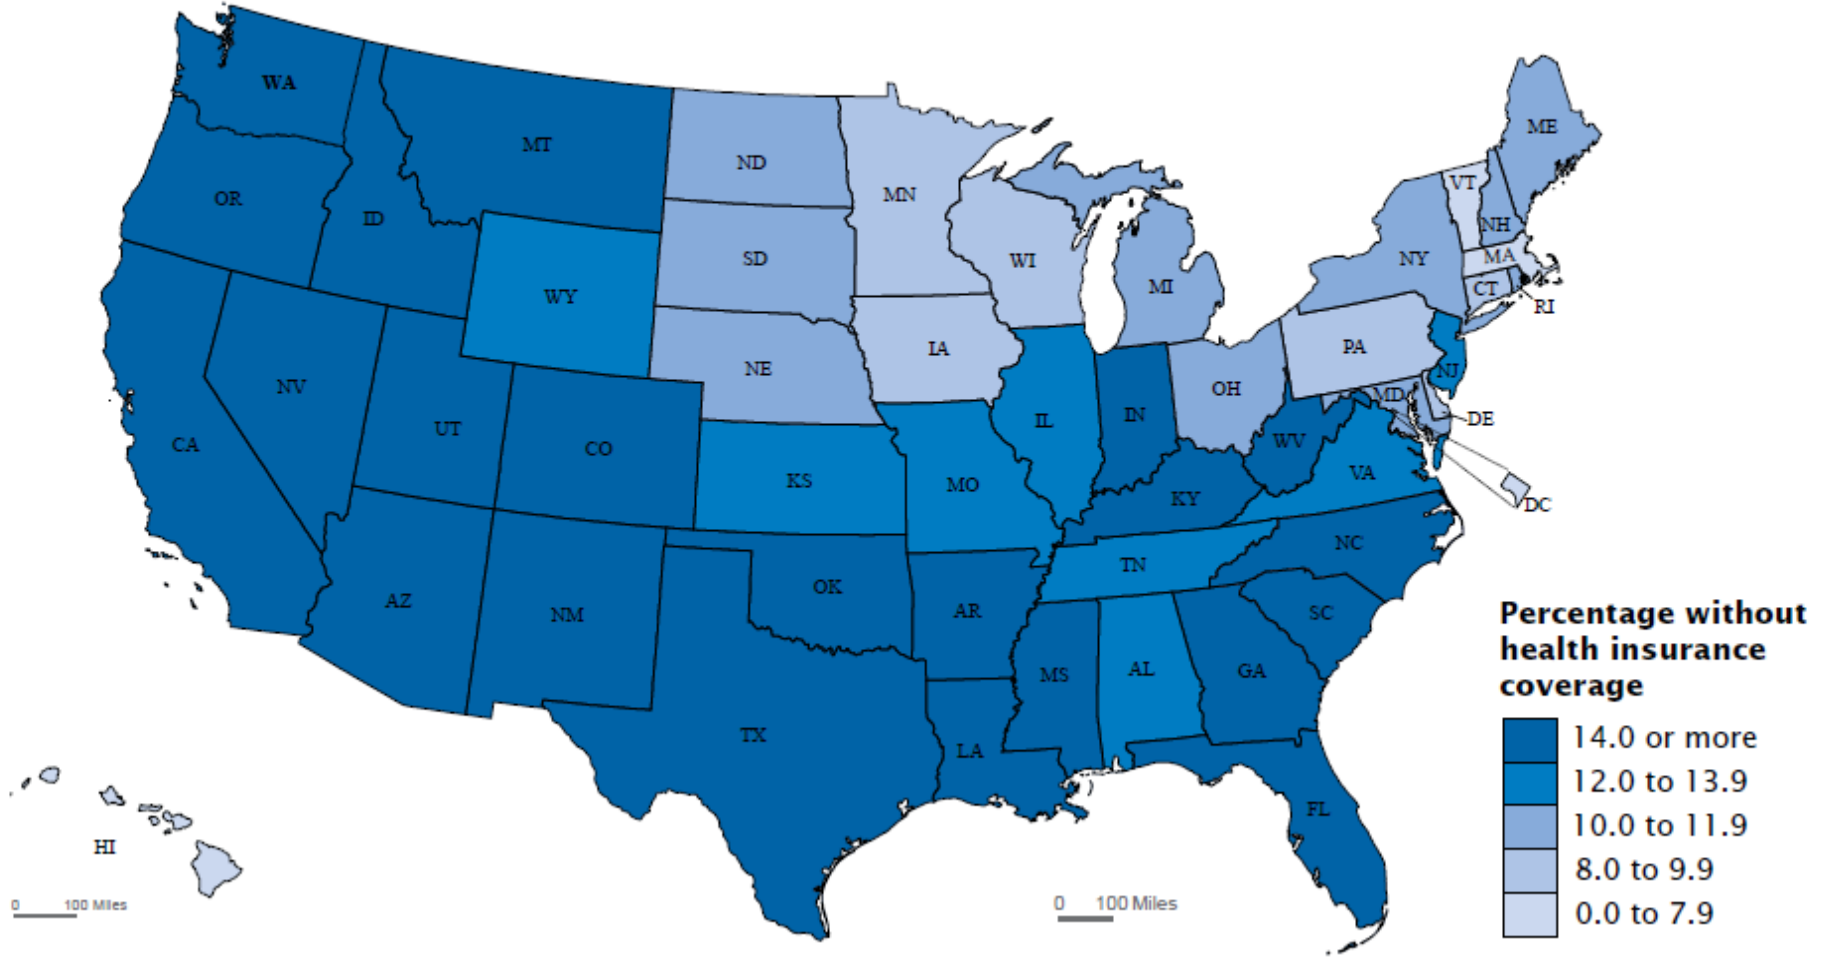 WA
MT
ND
MN
ME
OR
ID
VT
NH
SD
WI
NY
MA
MI
CT
RI
WY
IA
PA
NE
NJ
NV
OH
MD
DE
IN
IL
UT
CO
WV
CA
KS
MO
VA
KY
DC
NC
TN
AZ
NM
OK
AR
SC
MS
AL
GA
TX
LA
FL
HI
0 100 Miles
0 100 Miles
Percentage without
health insurance
coverage
14.0 or more
12.0 to 13.9
10.0 to 11.9
8.0 to 9.9
0.0 to 7.9